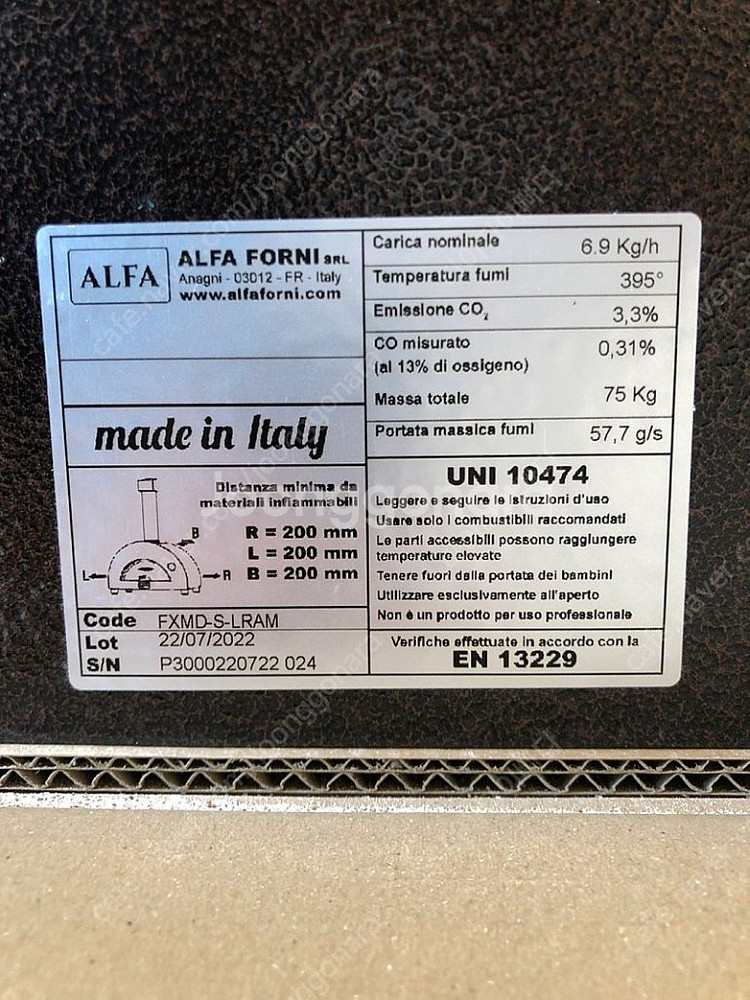 ALFA
ALFA FORNI SRL
Anagni - 03012 - FR - Italy
www.alfaforni.com
made in Italy
Distanza minima da
materiali infiammabili
B
L
R
R = 200 mm
L = 200 mm
B = 200 mm
Code FXMD-S-LRAM
Lot 22/07/2022
S/N P3000220722 024
Carica nominale 6.9 Kg/h
Temperatura fumi 395°
Emissione CO₂ 3,3%
CO misurato 0,31%
(al 13% di ossigeno)
Massa totale 75 Kg
Portata massica fumi 57,7 g/s
UNI 10474
Leggere e seguire le istruzioni d'uso
Usare solo i combustibili raccomandati
Le parti accessibili possono raggiungere
temperature elevate
Tenere fuori dalla portata dei bambini
Utilizzare esclusivamente all'aperto
Non è un prodotto per uso professionale
Verifiche effettuate in accordo con la
EN 13229